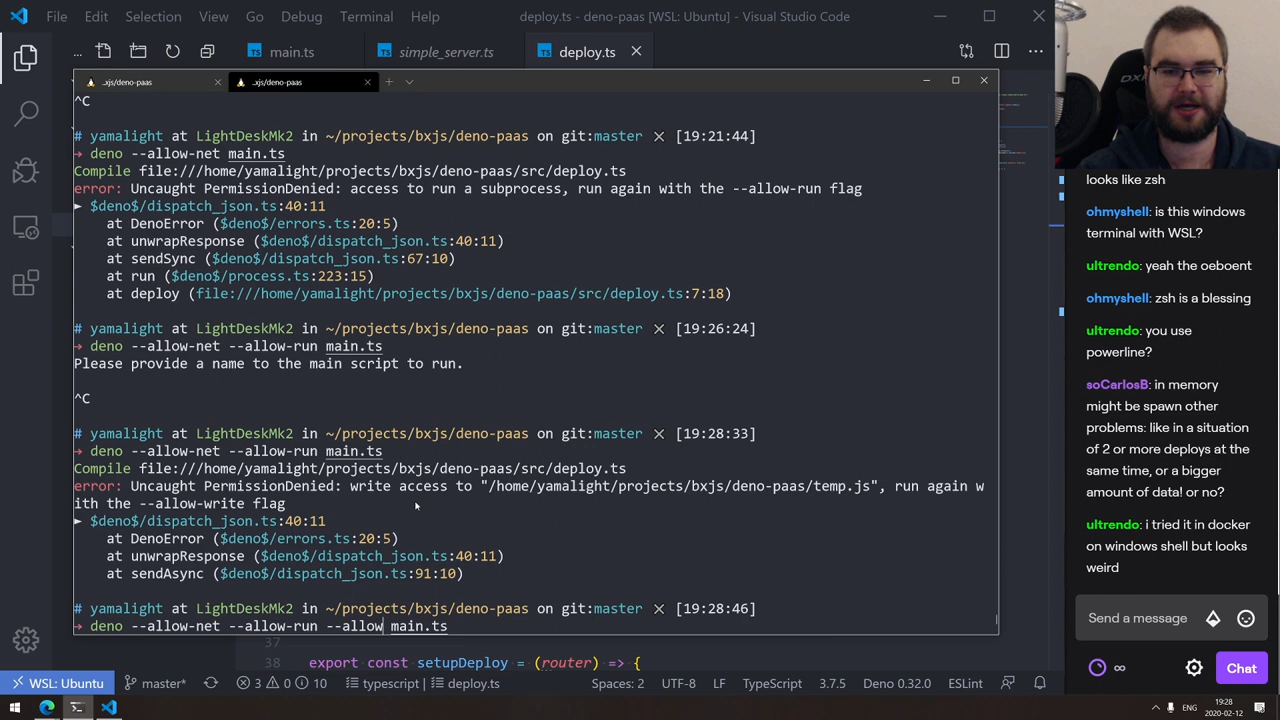 File Edit Selection View Go Debug Terminal Help deploy.ts - deno-paas [WSL: Ubuntu] - Visual Studio Code
... TS main.ts TS simple_server.ts TS deploy.ts
..xjs/deno-paas ..xjs/deno-paas
^C
# yamalight at LightDeskMk2 in ~/projects/bxjs/deno-paas on git:master ✕ [19:21:44]
→ deno --allow-net main.ts
Compile file:///home/yamalight/projects/bxjs/deno-paas/src/deploy.ts
error: Uncaught PermissionDenied: access to run a subprocess, run again with the --allow-run flag
► $deno$/dispatch_json.ts:40:11
at DenoError ($deno$/errors.ts:20:5)
at unwrapResponse ($deno$/dispatch_json.ts:40:11)
at sendSync ($deno$/dispatch_json.ts:67:10)
at run ($deno$/process.ts:223:15)
at deploy (file:///home/yamalight/projects/bxjs/deno-paas/src/deploy.ts:7:18)
# yamalight at LightDeskMk2 in ~/projects/bxjs/deno-paas on git:master ✕ [19:26:24]
→ deno --allow-net --allow-run main.ts
Please provide a name to the main script to run.
^C
# yamalight at LightDeskMk2 in ~/projects/bxjs/deno-paas on git:master ✕ [19:28:33]
→ deno --allow-net --allow-run main.ts
Compile file:///home/yamalight/projects/bxjs/deno-paas/src/deploy.ts
error: Uncaught PermissionDenied: write access to "/home/yamalight/projects/bxjs/deno-paas/temp.js", run again w
ith the --allow-write flag
► $deno$/dispatch_json.ts:40:11
at DenoError ($deno$/errors.ts:20:5)
at unwrapResponse ($deno$/dispatch_json.ts:40:11)
at sendAsync ($deno$/dispatch_json.ts:91:10)
# yamalight at LightDeskMk2 in ~/projects/bxjs/deno-paas on git:master ✕ [19:28:46]
→ deno --allow-net --allow-run --allow main.ts
37
38 export const setupDeploy = (router) => {
looks like zsh
ohmyshell: is this windows
terminal with WSL?
ultrendo: yeah the oeboent
ohmyshell: zsh is a blessing
ultrendo: you use
powerline?
soCarlosB: in memory
might be spawn other
problems: like in a situation
of 2 or more deploys at the
same time, or a bigger
amount of data! or no?
ultrendo: i tried it in docker
on windows shell but looks
weird
Send a message
∞ Chat
WSL: Ubuntu master* 3 0 10 typescript | deploy.ts Spaces: 2 UTF-8 LF TypeScript 3.7.5 Deno 0.32.0 ESLint
ENG 19:28
2020-02-12